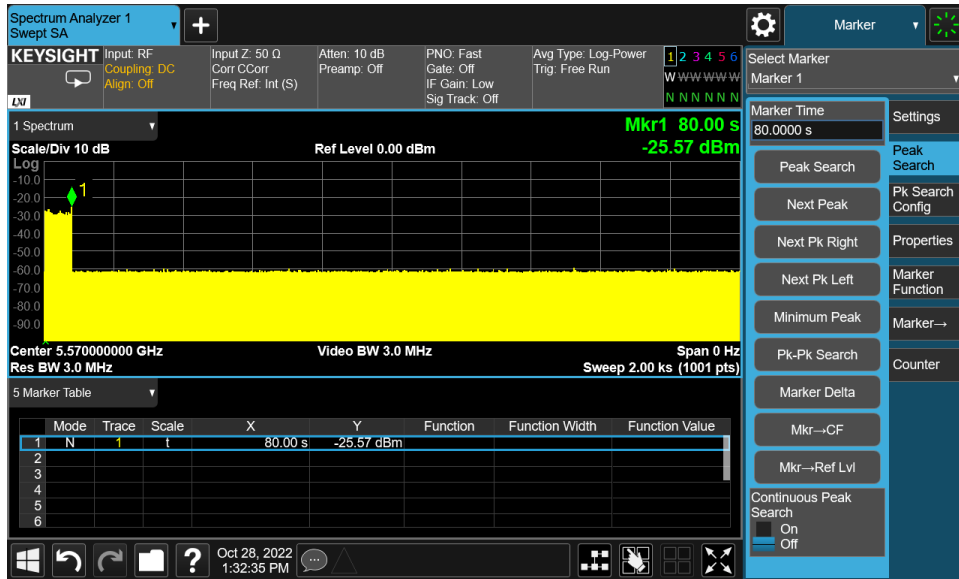 Spectrum Analyzer 1
Swept SA
Marker
KEYSIGHT
Input: RF
Coupling: DC
Align: Off
Input Z: 50 Ω
Corr CCorr
Freq Ref: Int (S)
Atten: 10 dB
Preamp: Off
PNO: Fast
Gate: Off
IF Gain: Low
Sig Track: Off
Avg Type: Log-Power
Trig: Free Run
1 2 3 4 5 6
W W W W W W
N N N N N N
LXI
Select Marker
Marker 1
1 Spectrum
Scale/Div 10 dB
Ref Level 0.00 dBm
Mkr1 80.00 s
-25.57 dBm
Log
-10.0
-20.0
-30.0
-40.0
-50.0
-60.0
-70.0
-80.0
-90.0
1
Center 5.570000000 GHz
Res BW 3.0 MHz
Video BW 3.0 MHz
Span 0 Hz
Sweep 2.00 ks (1001 pts)
5 Marker Table
Mode Trace Scale X Y Function Function Width Function Value
1 N 1 t 80.00 s -25.57 dBm
2
3
4
5
6
Marker Time
80.0000 s
Peak Search
Next Peak
Next Pk Right
Next Pk Left
Minimum Peak
Pk-Pk Search
Marker Delta
Mkr→CF
Mkr→Ref Lvl
Continuous Peak
Search
On
Off
Settings
Peak
Search
Pk Search
Config
Properties
Marker
Function
Marker→
Counter
?
Oct 28, 2022
1:32:35 PM